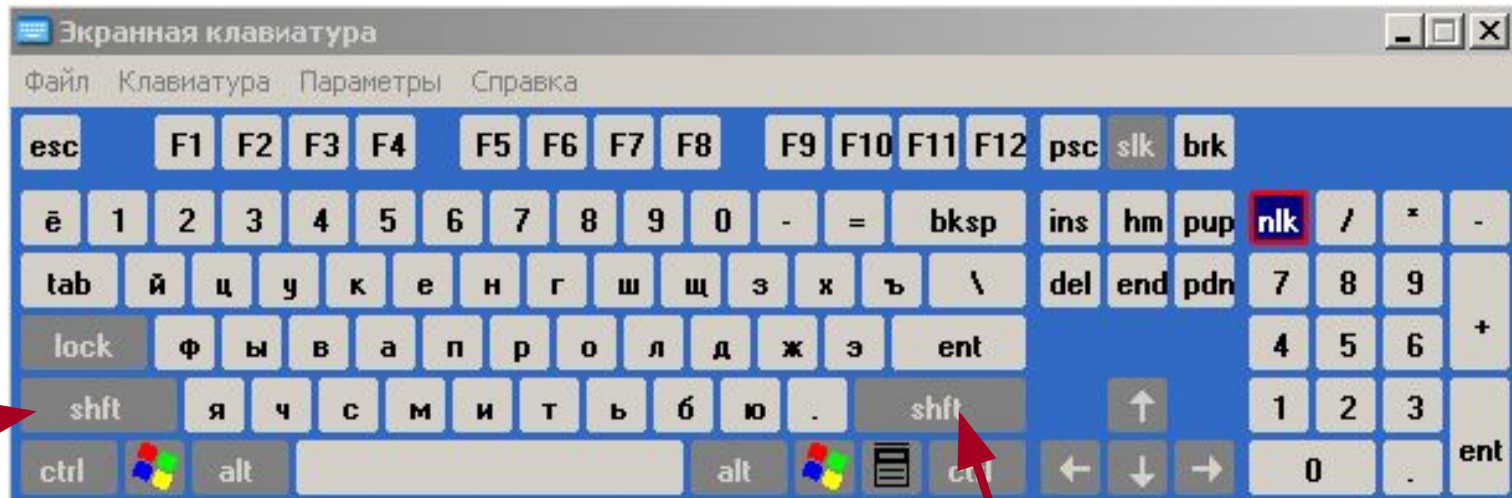 Экранная клавиатура
Файл Клавиатура Параметры Справка
esc F1 F2 F3 F4 F5 F6 F7 F8 F9 F10 F11 F12 psc slk brk
ё 1 2 3 4 5 6 7 8 9 0 - = bksp ins hm pup nlk / * -
tab й ц у к е н г ш щ з х ъ \ del end pdn 7 8 9 +
lock ф ы в а п р о л д ж э ent 4 5 6
shft я ч с м и т ь б ю . shft ↑ 1 2 3 ent
ctrl alt alt ctrl ← ↓ → 0 .